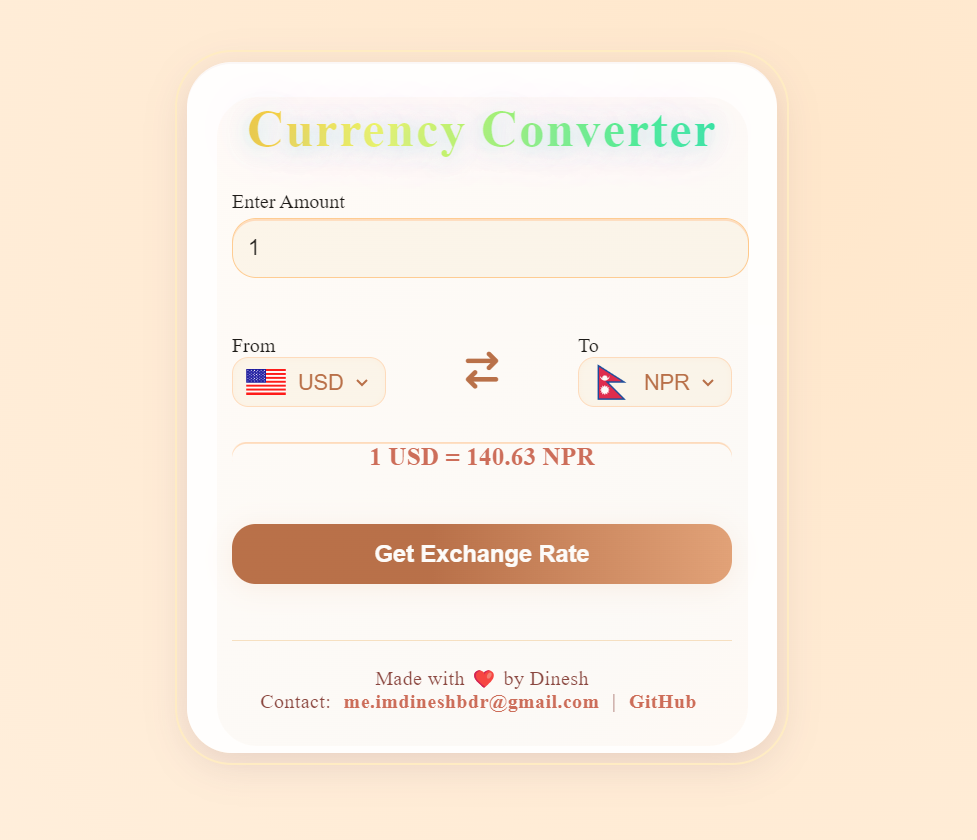 Currency Converter
Enter Amount
1
From
To
USD
NPR
1 USD = 140.63 NPR
Get Exchange Rate
Made with ❤️ by Dinesh
Contact: me.imdineshbdr@gmail.com | GitHub